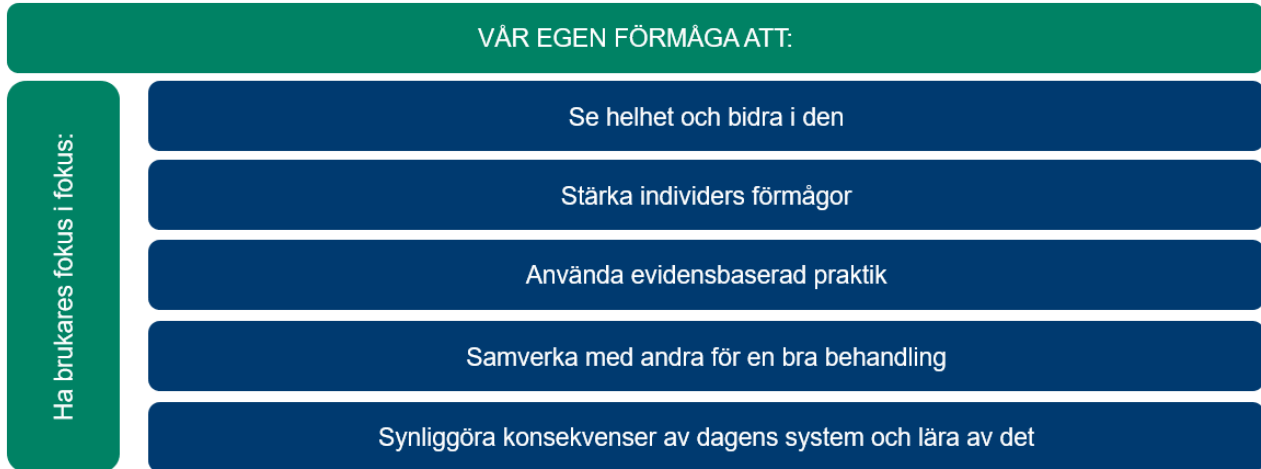 VÅR EGEN FÖRMÅGA ATT:
Ha brukares fokus i fokus:
Se helhet och bidra i den
Stärka individers förmågor
Använda evidensbaserad praktik
Samverka med andra för en bra behandling
Synliggöra konsekvenser av dagens system och lära av det